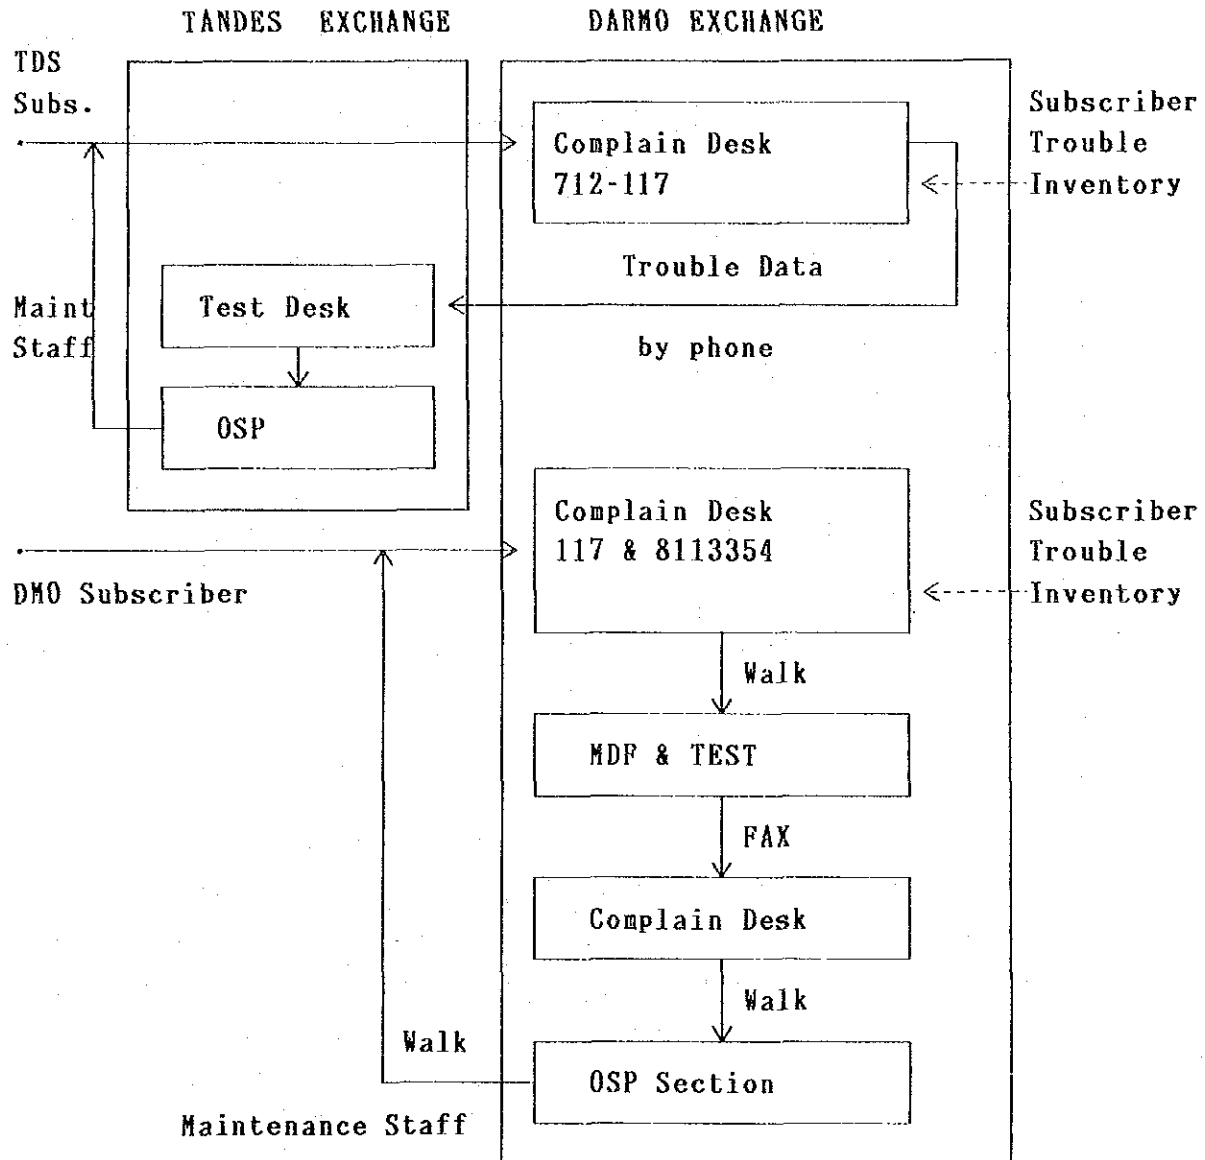 TANDES EXCHANGE
DARMO EXCHANGE
TDS
Subs.
Complain Desk
712-117
Subscriber
Trouble
Inventory
Trouble Data
Test Desk
Maint
Staff
by phone
OSP
Complain Desk
117 & 8113354
Subscriber
Trouble
Inventory
DMO Subscriber
Walk
MDF & TEST
FAX
Complain Desk
Walk
Walk
OSP Section
Maintenance Staff